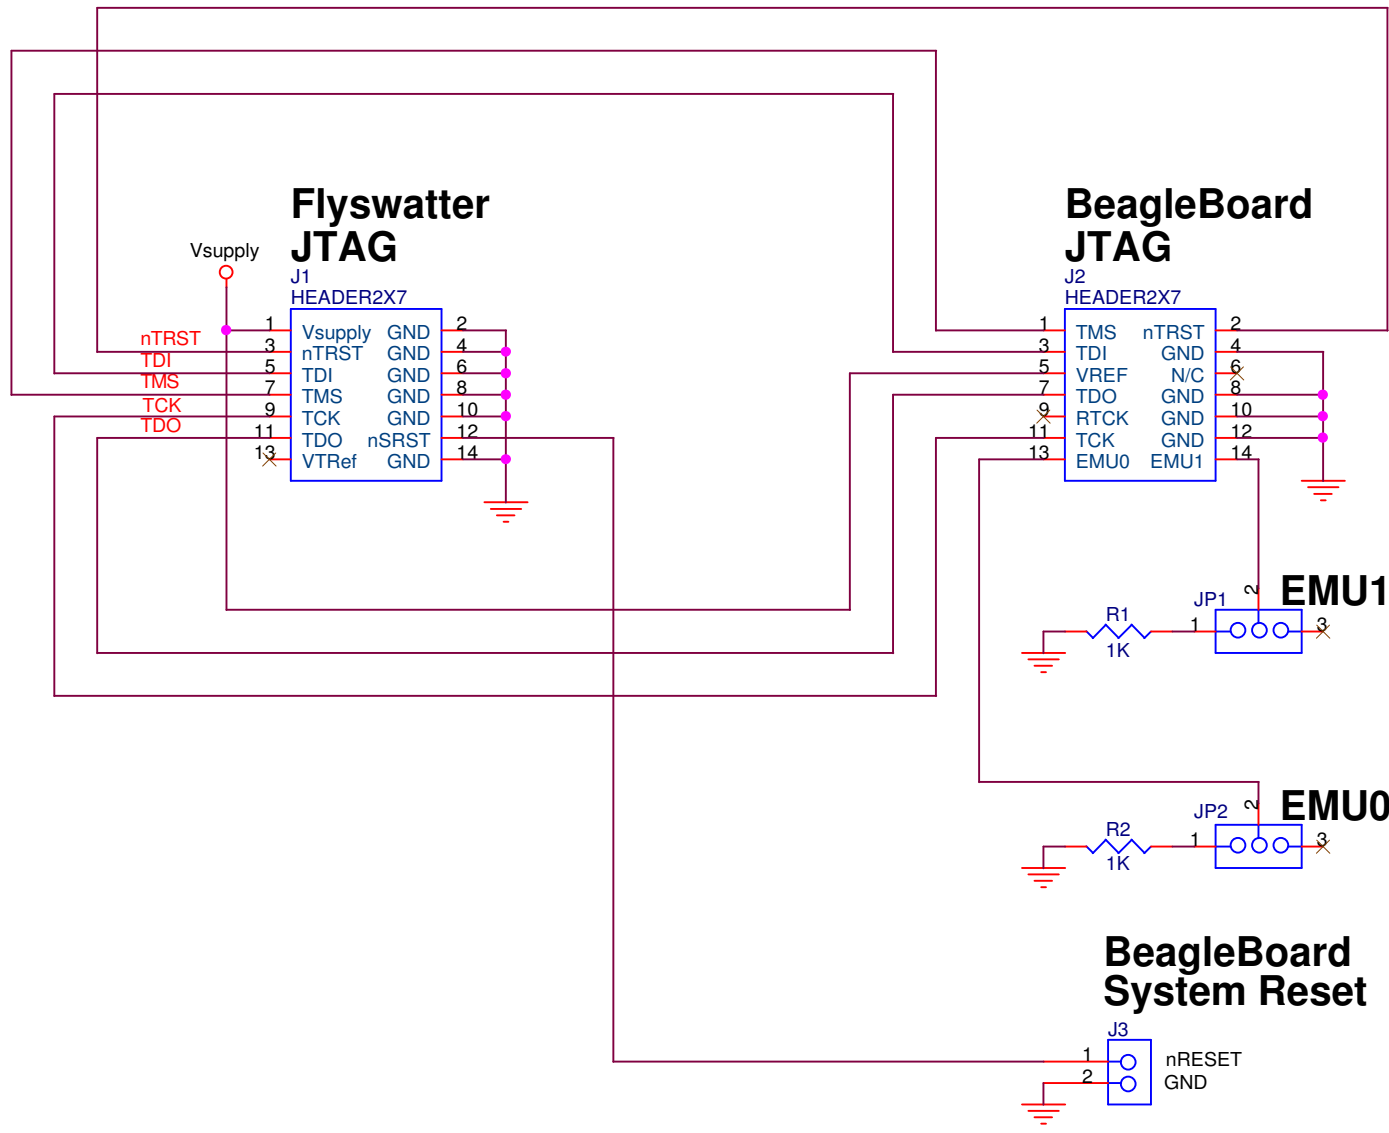 Flyswatter
JTAG
J1
HEADER2X7
Vsupply
nTRST
TDI
TMS
TCK
TDO
1 Vsupply GND 2
3 nTRST GND 4
5 TDI GND 6
7 TMS GND 8
9 TCK GND 10
11 TDO nSRST 12
13 VTRef GND 14
BeagleBoard
JTAG
J2
HEADER2X7
1 TMS nTRST 2
3 TDI GND 4
5 VREF N/C 6
7 TDO GND 8
9 RTCK GND 10
11 TCK GND 12
13 EMU0 EMU1 14
EMU1
JP1
2
R1
1K
1
3
EMU0
JP2
2
R2
1K
1
3
BeagleBoard
System Reset
J3
1 nRESET
2 GND